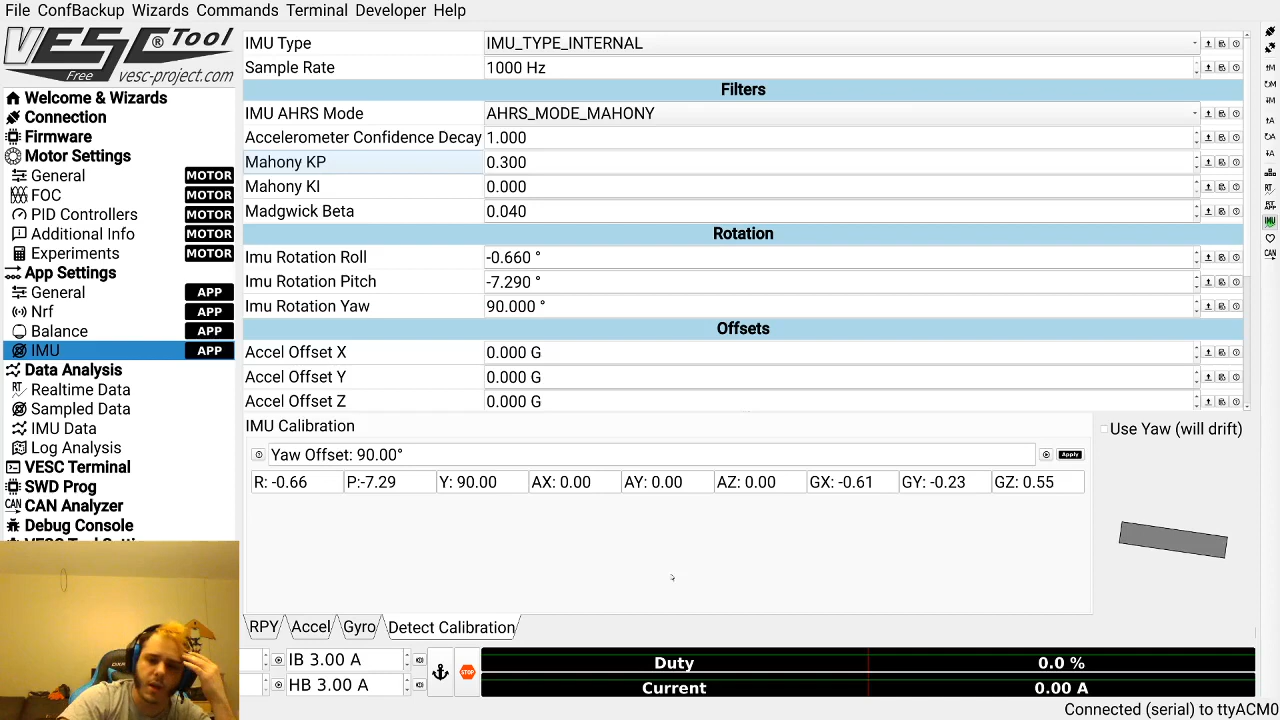 File ConfBackup Wizards Commands Terminal Developer Help
VESC® Tool
Free vesc-project.com
Welcome & Wizards
Connection
Firmware
Motor Settings
General MOTOR
FOC MOTOR
PID Controllers MOTOR
Additional Info MOTOR
Experiments MOTOR
App Settings
General APP
Nrf APP
Balance APP
IMU APP
Data Analysis
RT Realtime Data
Sampled Data
IMU Data
Log Analysis
VESC Terminal
SWD Prog
CAN CAN Analyzer
Debug Console
IMU Type IMU_TYPE_INTERNAL
Sample Rate 1000 Hz
Filters
IMU AHRS Mode AHRS_MODE_MAHONY
Accelerometer Confidence Decay 1.000
Mahony KP 0.300
Mahony KI 0.000
Madgwick Beta 0.040
Rotation
Imu Rotation Roll -0.660 °
Imu Rotation Pitch -7.290 °
Imu Rotation Yaw 90.000 °
Offsets
Accel Offset X 0.000 G
Accel Offset Y 0.000 G
Accel Offset Z 0.000 G
IMU Calibration
Yaw Offset: 90.00° Apply
R: -0.66 P:-7.29 Y: 90.00 AX: 0.00 AY: 0.00 AZ: 0.00 GX: -0.61 GY: -0.23 GZ: 0.55
Use Yaw (will drift)
RPY Accel Gyro Detect Calibration
IB 3.00 A
HB 3.00 A
STOP
Duty 0.0 %
Current 0.00 A
Connected (serial) to ttyACM0
RT
RT
APP
IMU
CAN